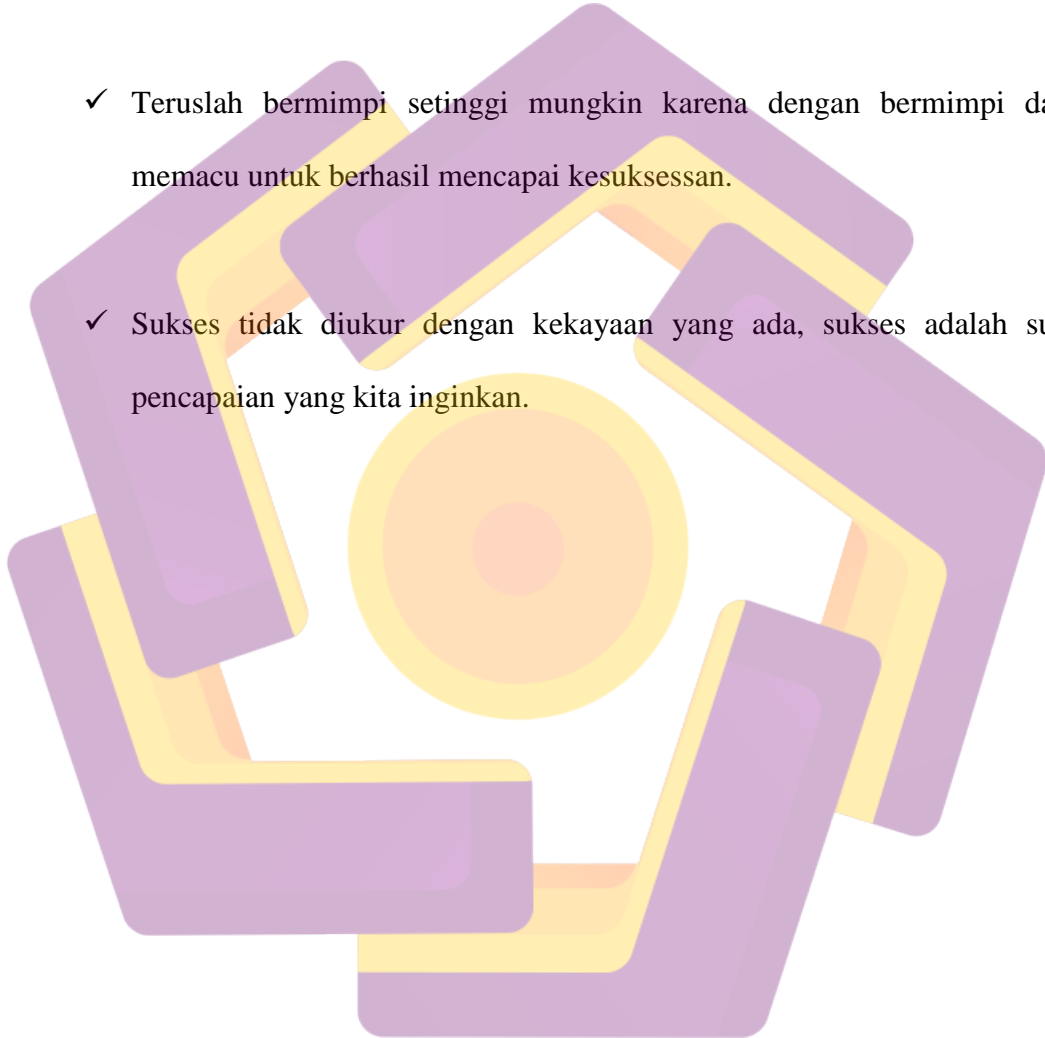 ✓ Teruslah bermimpi setinggi mungkin karena dengan bermimpi
memacu untuk berhasil mencapai kesuksessan.
✓ Sukses tidak diukur dengan kekayaan yang ada, sukses adalah
pencapaian yang kita inginkan.